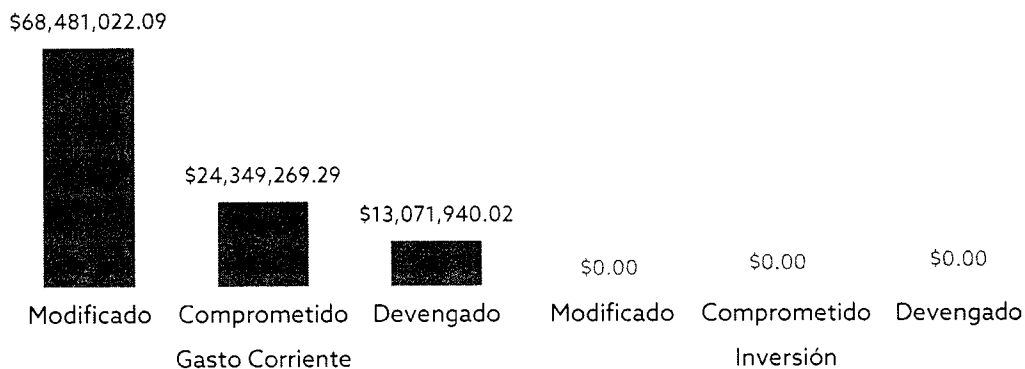 $68,481,022.09
$24,349,269.29
$13,071,940.02
$0.00 $0.00 $0.00
Modificado Comprometido Devengado Modificado Comprometido Devengado
Gasto Corriente Inversión